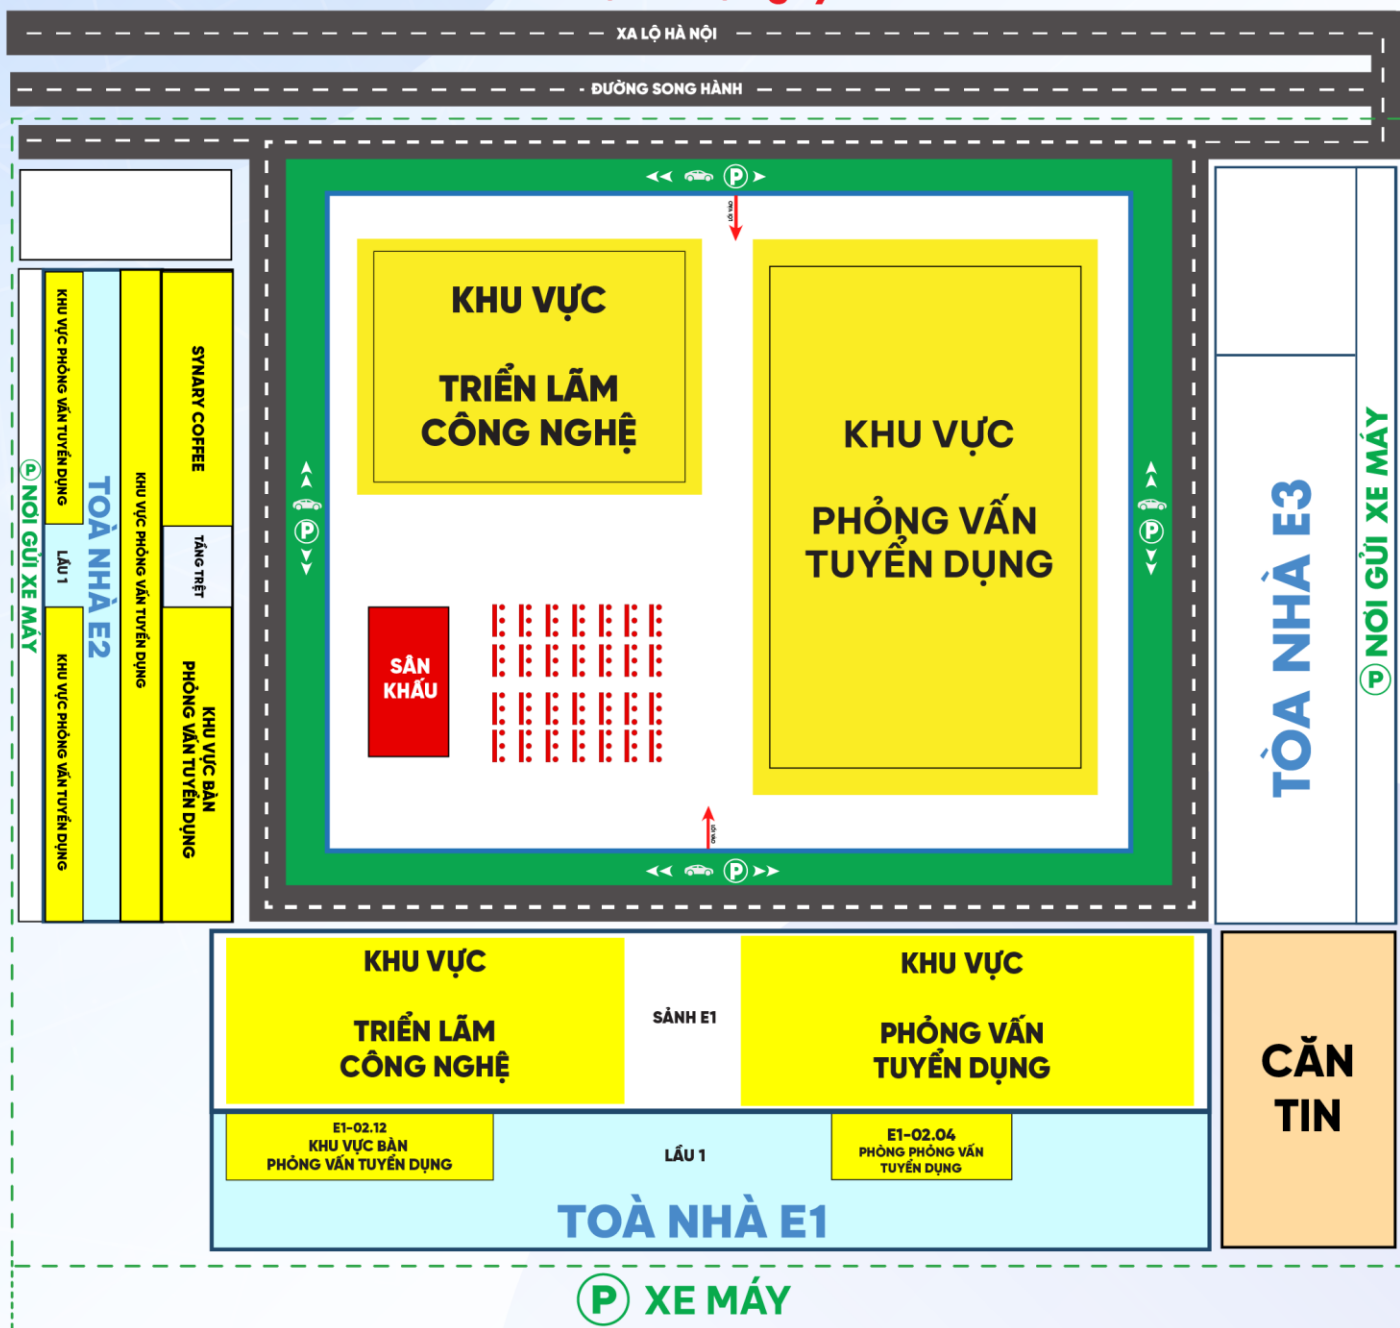 XA LỘ HÀ NỘI
ĐƯỜNG SONG HÀNH
P
LỐI VÀO
KHU VỰC
TRIỂN LÃM
CÔNG NGHỆ
KHU VỰC
PHỎNG VẤN
TUYỂN DỤNG
SÂN
KHẤU
P
P
LỐI VÀO
P
P NƠI GỬI XE MÁY
KHU VỰC PHỎNG VẤN TUYỂN DỤNG
LẦU 1
KHU VỰC PHỎNG VẤN TUYỂN DỤNG
TOÀ NHÀ E2
KHU VỰC PHỎNG VẤN TUYỂN DỤNG
SYNARY COFFEE
TẦNG TRỆT
KHU VỰC BÀN
PHỎNG VẤN TUYỂN DỤNG
TÒA NHÀ E3
P NƠI GỬI XE MÁY
KHU VỰC
TRIỂN LÃM
CÔNG NGHỆ
SẢNH E1
KHU VỰC
PHỎNG VẤN
TUYỂN DỤNG
CĂN
TIN
E1-02.12
KHU VỰC BÀN
PHỎNG VẤN TUYỂN DỤNG
LẦU 1
E1-02.04
PHÒNG PHỎNG VẤN
TUYỂN DỤNG
TOÀ NHÀ E1
P XE MÁY